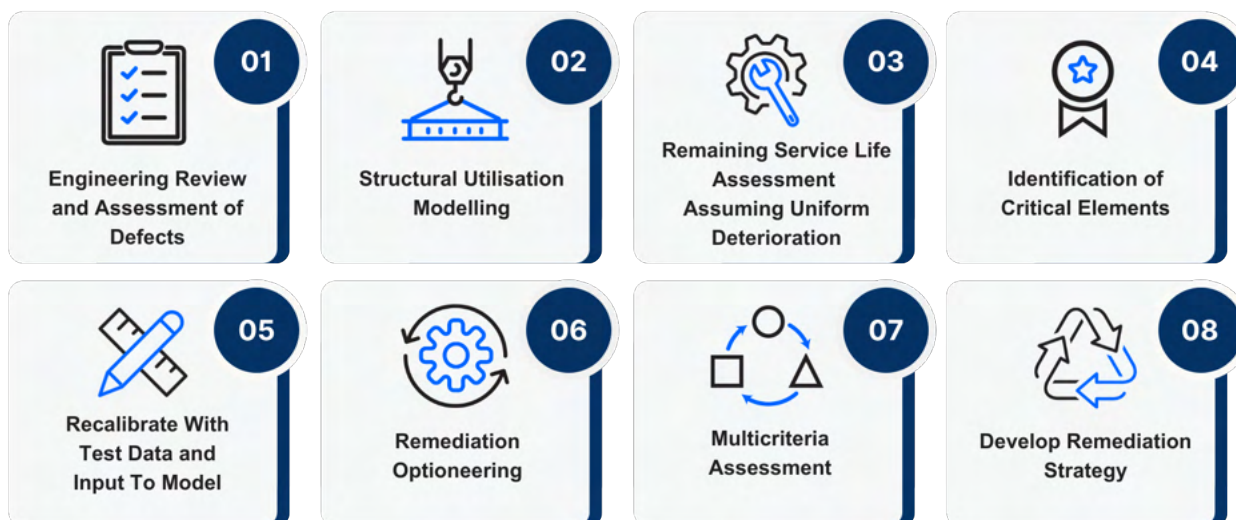 01
Engineering Review
and Assessment of
Defects
02
Structural Utilisation
Modelling
03
Remaining Service Life
Assessment
Assuming Uniform
Deterioration
04
Identification of
Critical Elements
05
Recalibrate With
Test Data and
Input To Model
06
Remediation
Optioneering
07
Multicriteria
Assessment
08
Develop Remediation
Strategy